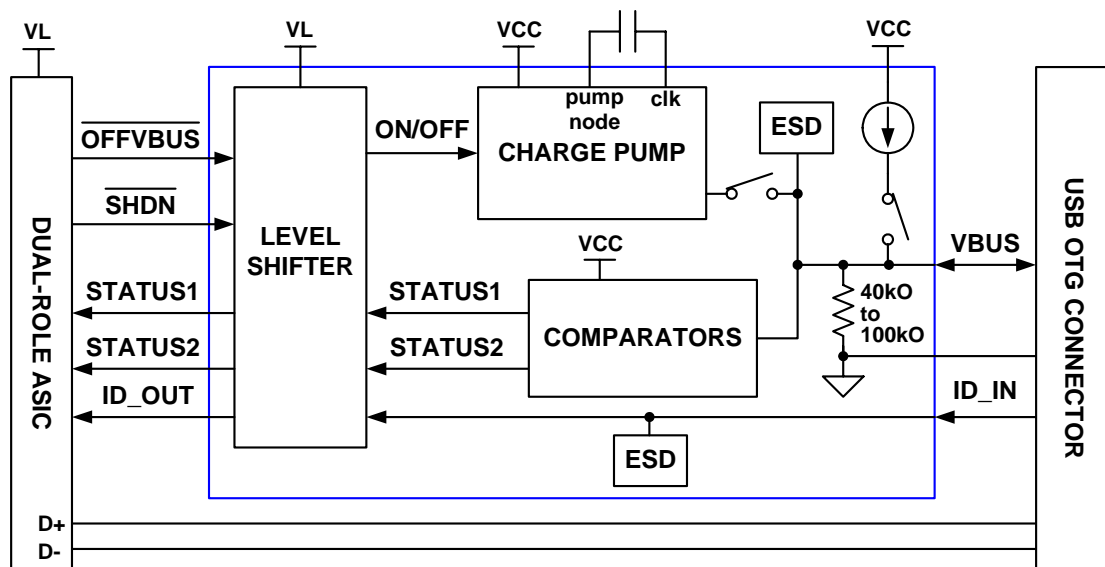 VL
VL
VCC
VCC
pump
node
clk
CHARGE PUMP
ESD
ON/OFF
OFFVBUS
SHDN
LEVEL
SHIFTER
DUAL-ROLE ASIC
STATUS1
STATUS2
ID_OUT
STATUS1
STATUS2
VCC
COMPARATORS
40kO
to
100kO
VBUS
ID_IN
ESD
USB OTG CONNECTOR
D+
D-